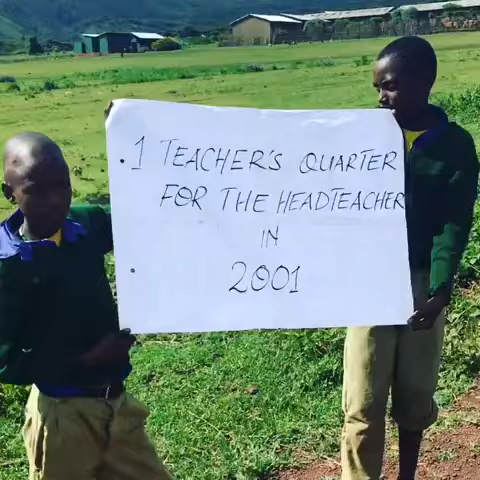 . 1 TEACHER'S QUARTER
FOR THE HEADTEACHER
IN
2001